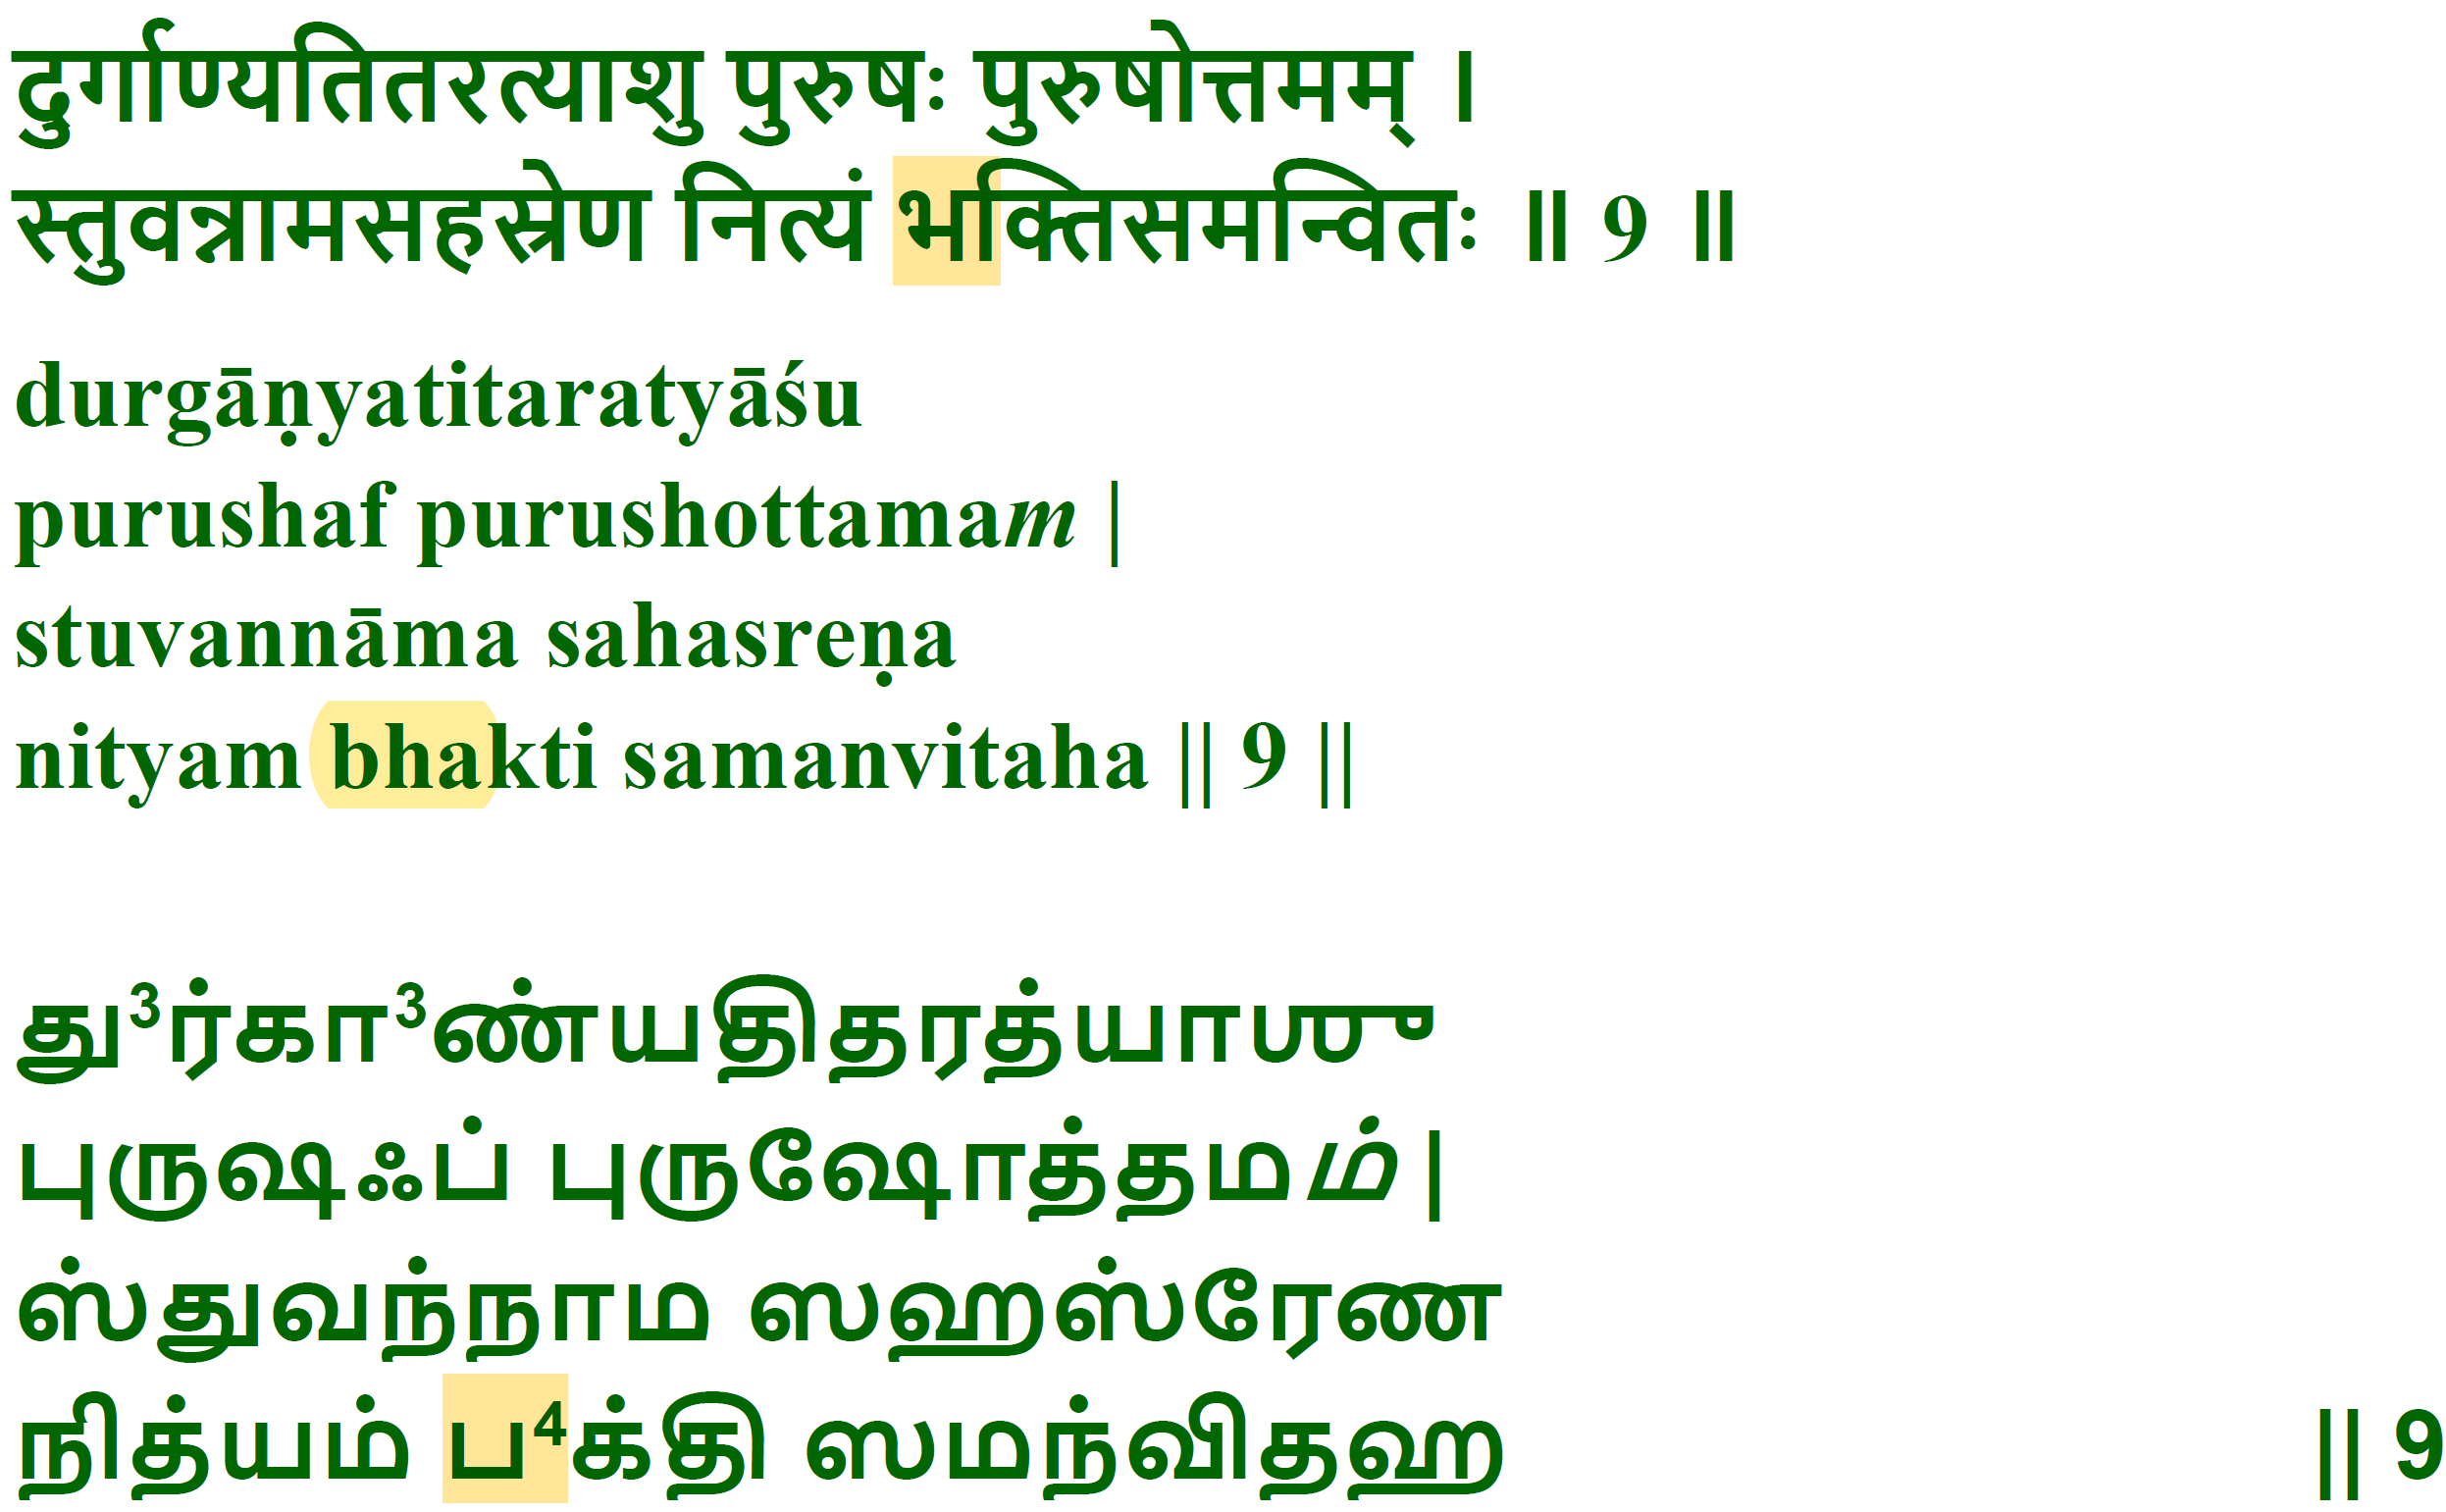 दुर्गाण्यतितरत्याशु पुरुषः पुरुषोत्तमम् ।
स्तुवन्नामसहस्रेण नित्यं भक्तिसमन्वितः ॥ 9 ॥
durgāṇyatitaratyāśu
purushaf purushottamam |
stuvannāma sahasreṇa
nityam bhakti samanvitaha || 9 ||
து³ர்கா³ண்யதிதரத்யாஶு
புருஷஃப் புருஷோத்தமம் |
ஸ்துவந்நாம ஸஹஸ்ரேண
நித்யம் ப⁴க்தி ஸமந்விதஹ || 9